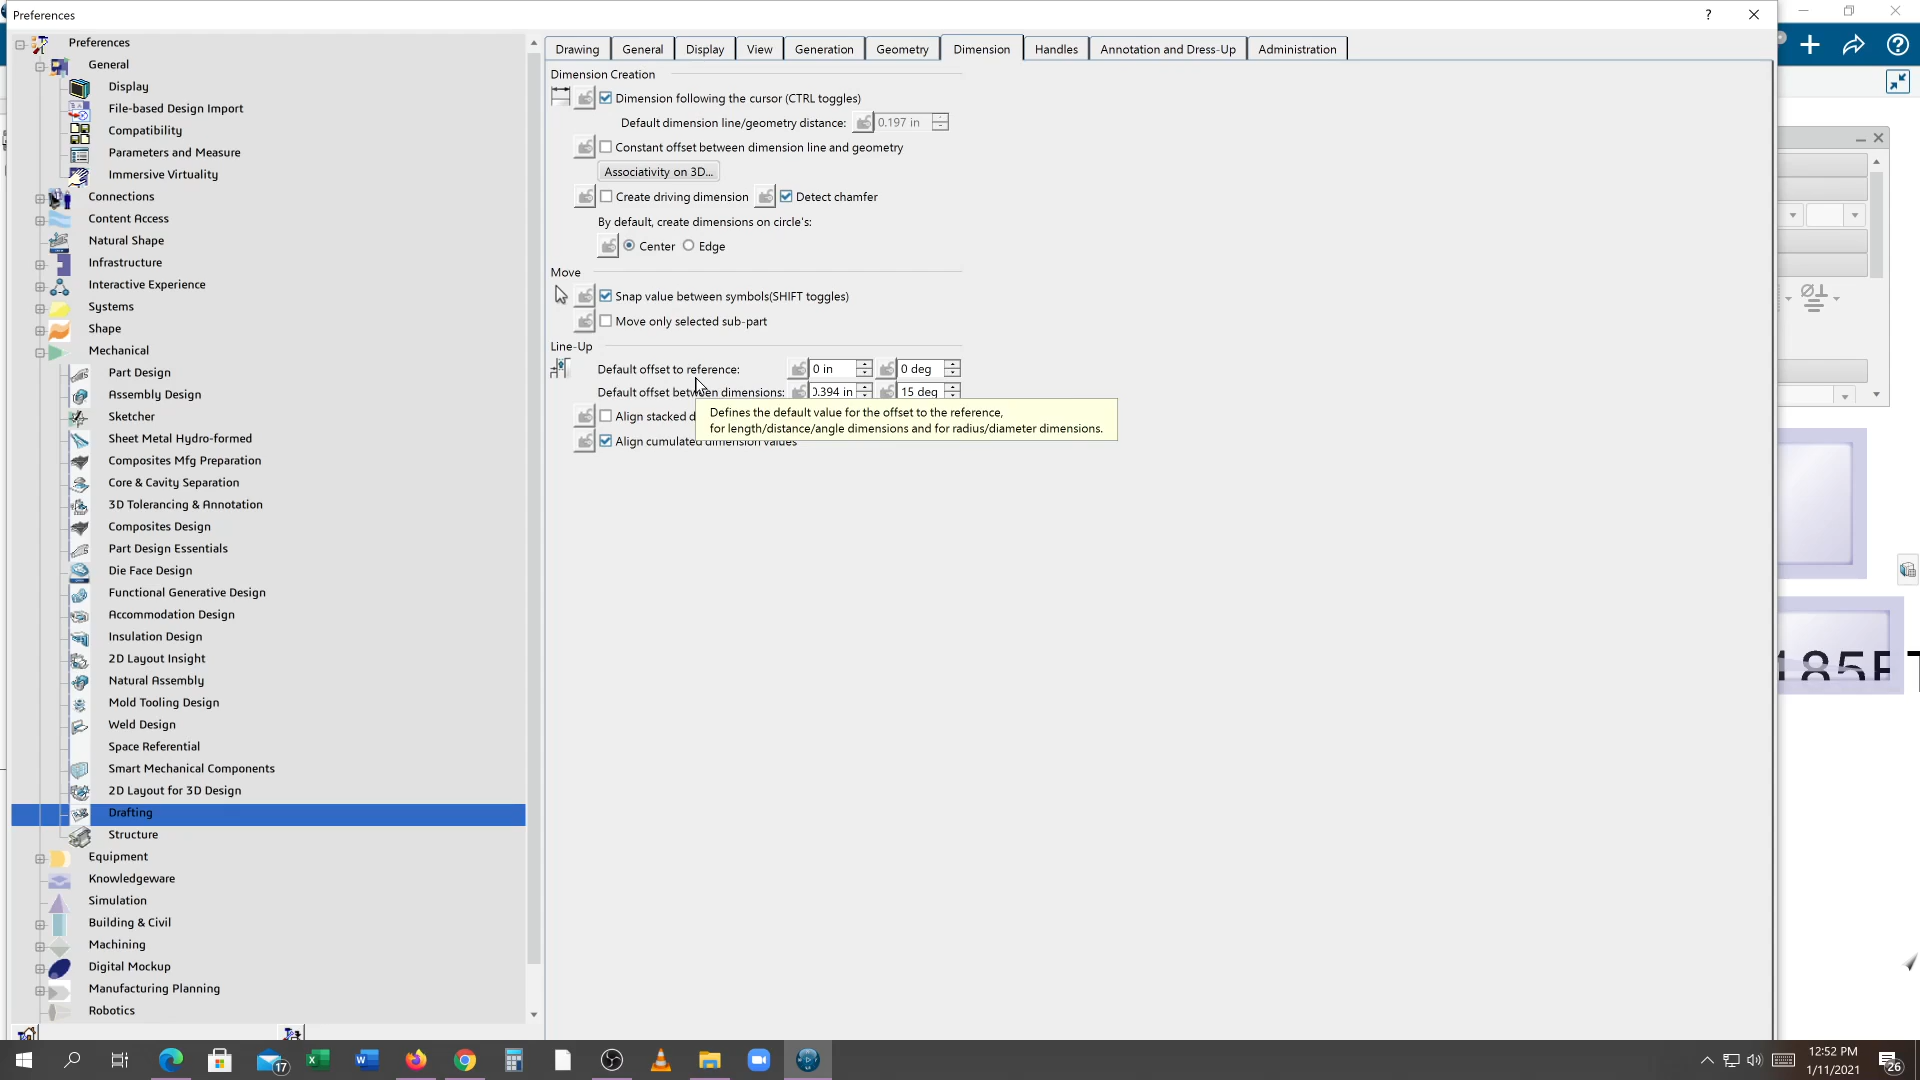 Preferences
?
Preferences
General
Display
File-based Design Import
Compatibility
Parameters and Measure
Immersive Virtuality
Connections
Content Access
Natural Shape
Infrastructure
Interactive Experience
Systems
Shape
Mechanical
Part Design
Assembly Design
Sketcher
Sheet Metal Hydro-formed
Composites Mfg Preparation
Core & Cavity Separation
3D Tolerancing & Annotation
Composites Design
Part Design Essentials
Die Face Design
Functional Generative Design
Accommodation Design
Insulation Design
2D Layout Insight
Natural Assembly
Mold Tooling Design
Weld Design
Space Referential
Smart Mechanical Components
2D Layout for 3D Design
Drafting
Structure
Equipment
Knowledgeware
Simulation
Building & Civil
Machining
Digital Mockup
Manufacturing Planning
Robotics
Drawing General Display View Generation Geometry Dimension Handles Annotation and Dress-Up Administration
Dimension Creation
Dimension following the cursor (CTRL toggles)
Default dimension line/geometry distance: 0.197 in
Constant offset between dimension line and geometry
Associativity on 3D...
Create driving dimension Detect chamfer
By default, create dimensions on circle's:
Center Edge
Move
Snap value between symbols(SHIFT toggles)
Move only selected sub-part
Line-Up
Default offset to reference: 0 in 0 deg
Default offset between dimensions: 0.394 in 15 deg
Align stacked d
Defines the default value for the offset to the reference,
for length/distance/angle dimensions and for radius/diameter dimensions.
Align cumulated dimension values
185F
17
12:52 PM
1/11/2021
26